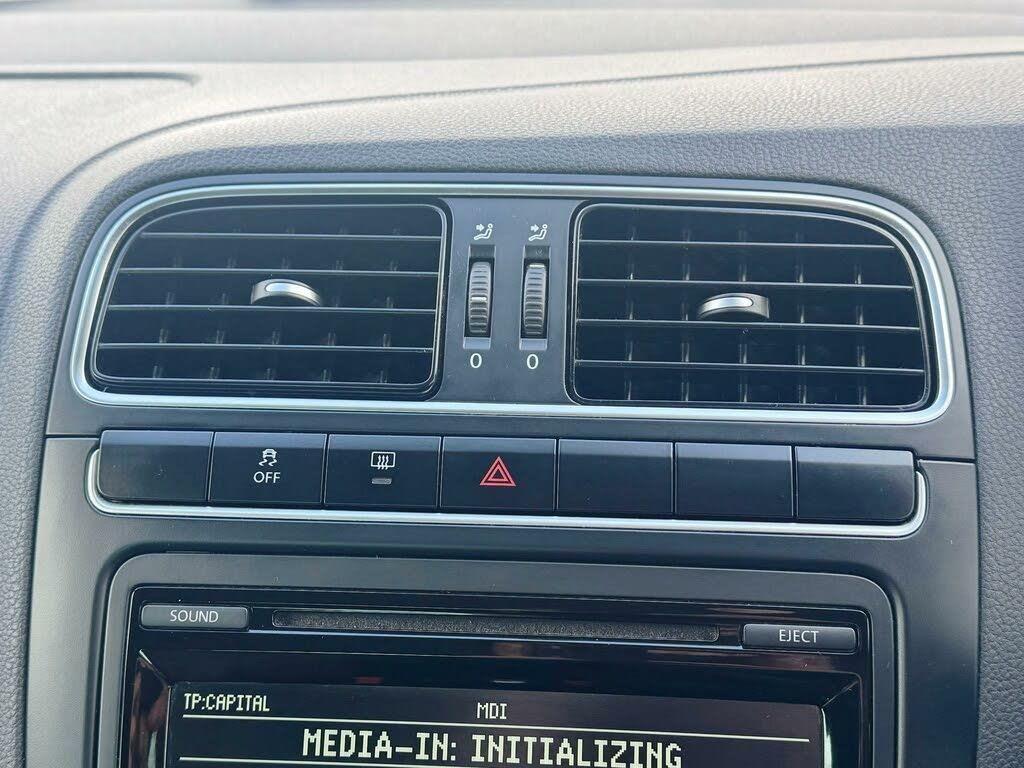 0 0
OFF
SOUND EJECT
TP:CAPITAL MDI
MEDIA-IN: INITIALIZING